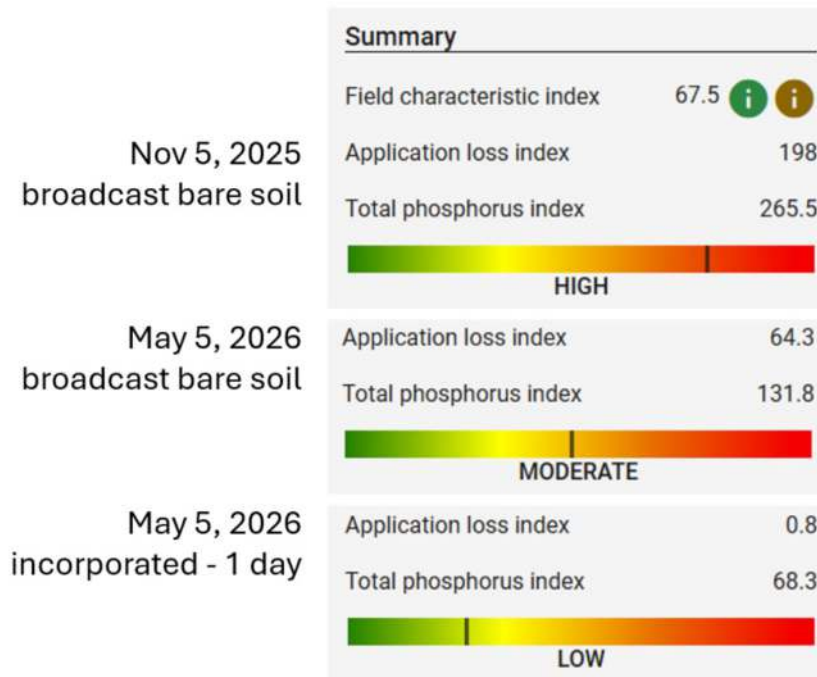 Summary
Field characteristic index 67.5 i i
Nov 5, 2025
broadcast bare soil
Application loss index 198
Total phosphorus index 265.5
HIGH
May 5, 2026
broadcast bare soil
Application loss index 64.3
Total phosphorus index 131.8
MODERATE
May 5, 2026
incorporated - 1 day
Application loss index 0.8
Total phosphorus index 68.3
LOW